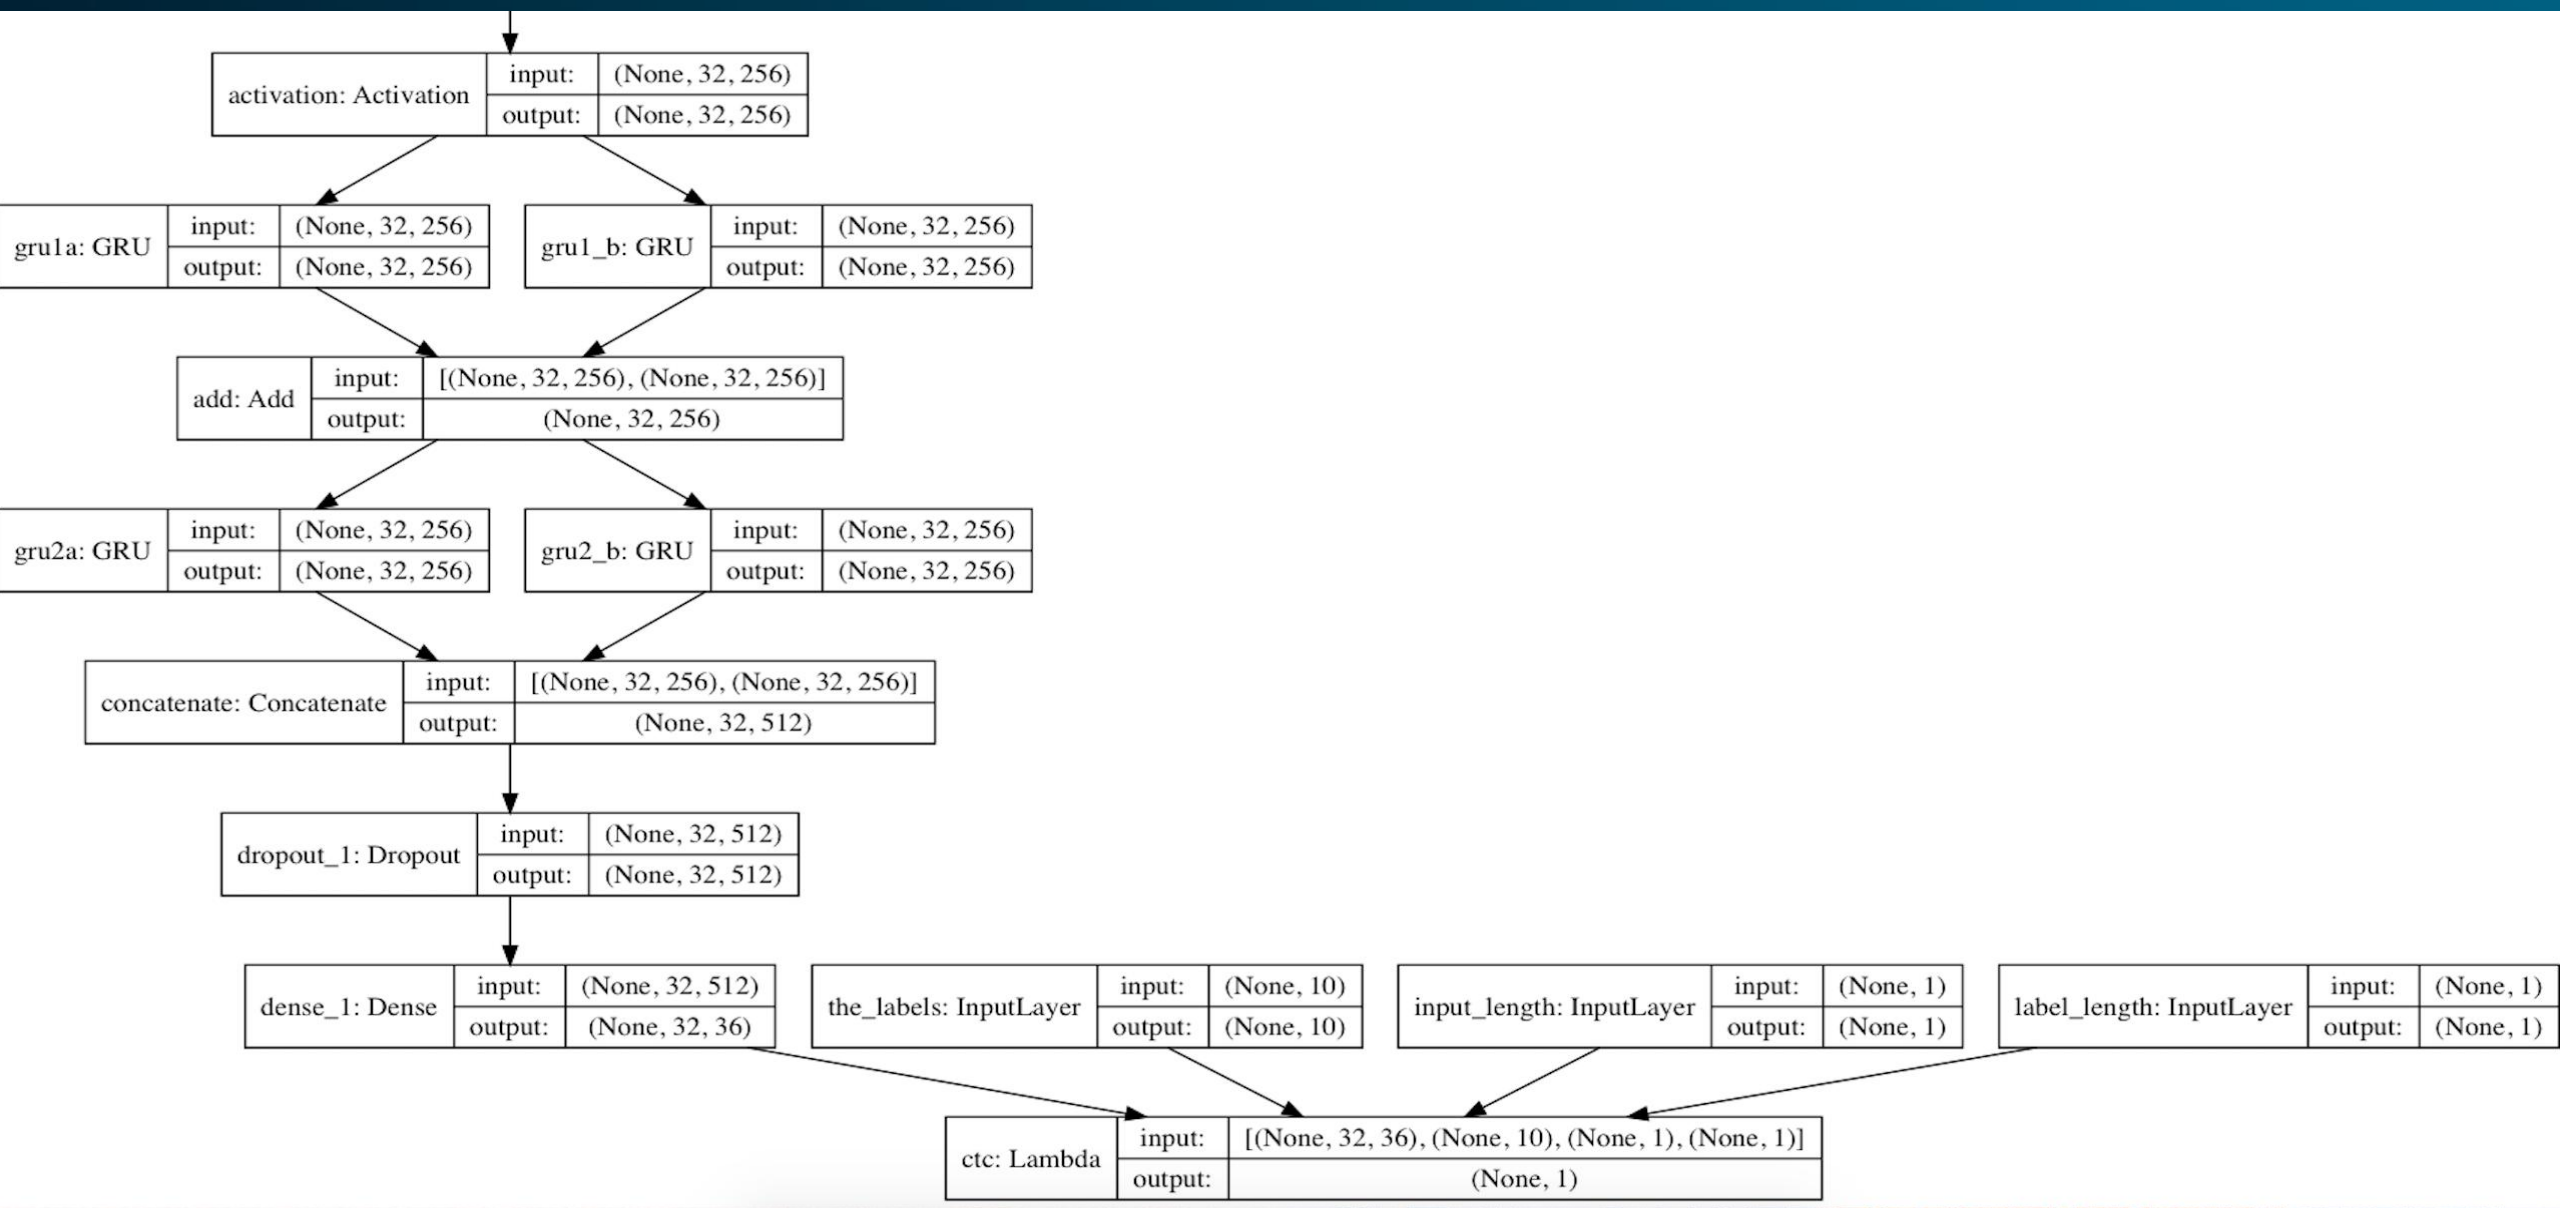 activation: Activation
input: (None, 32, 256)
output: (None, 32, 256)
gru1a: GRU
input: (None, 32, 256)
output: (None, 32, 256)
gru1_b: GRU
input: (None, 32, 256)
output: (None, 32, 256)
add: Add
input: [(None, 32, 256), (None, 32, 256)]
output: (None, 32, 256)
gru2a: GRU
input: (None, 32, 256)
output: (None, 32, 256)
gru2_b: GRU
input: (None, 32, 256)
output: (None, 32, 256)
concatenate: Concatenate
input: [(None, 32, 256), (None, 32, 256)]
output: (None, 32, 512)
dropout_1: Dropout
input: (None, 32, 512)
output: (None, 32, 512)
dense_1: Dense
input: (None, 32, 512)
output: (None, 32, 36)
the_labels: InputLayer
input: (None, 10)
output: (None, 10)
input_length: InputLayer
input: (None, 1)
output: (None, 1)
label_length: InputLayer
input: (None, 1)
output: (None, 1)
ctc: Lambda
input: [(None, 32, 36), (None, 10), (None, 1), (None, 1)]
output: (None, 1)